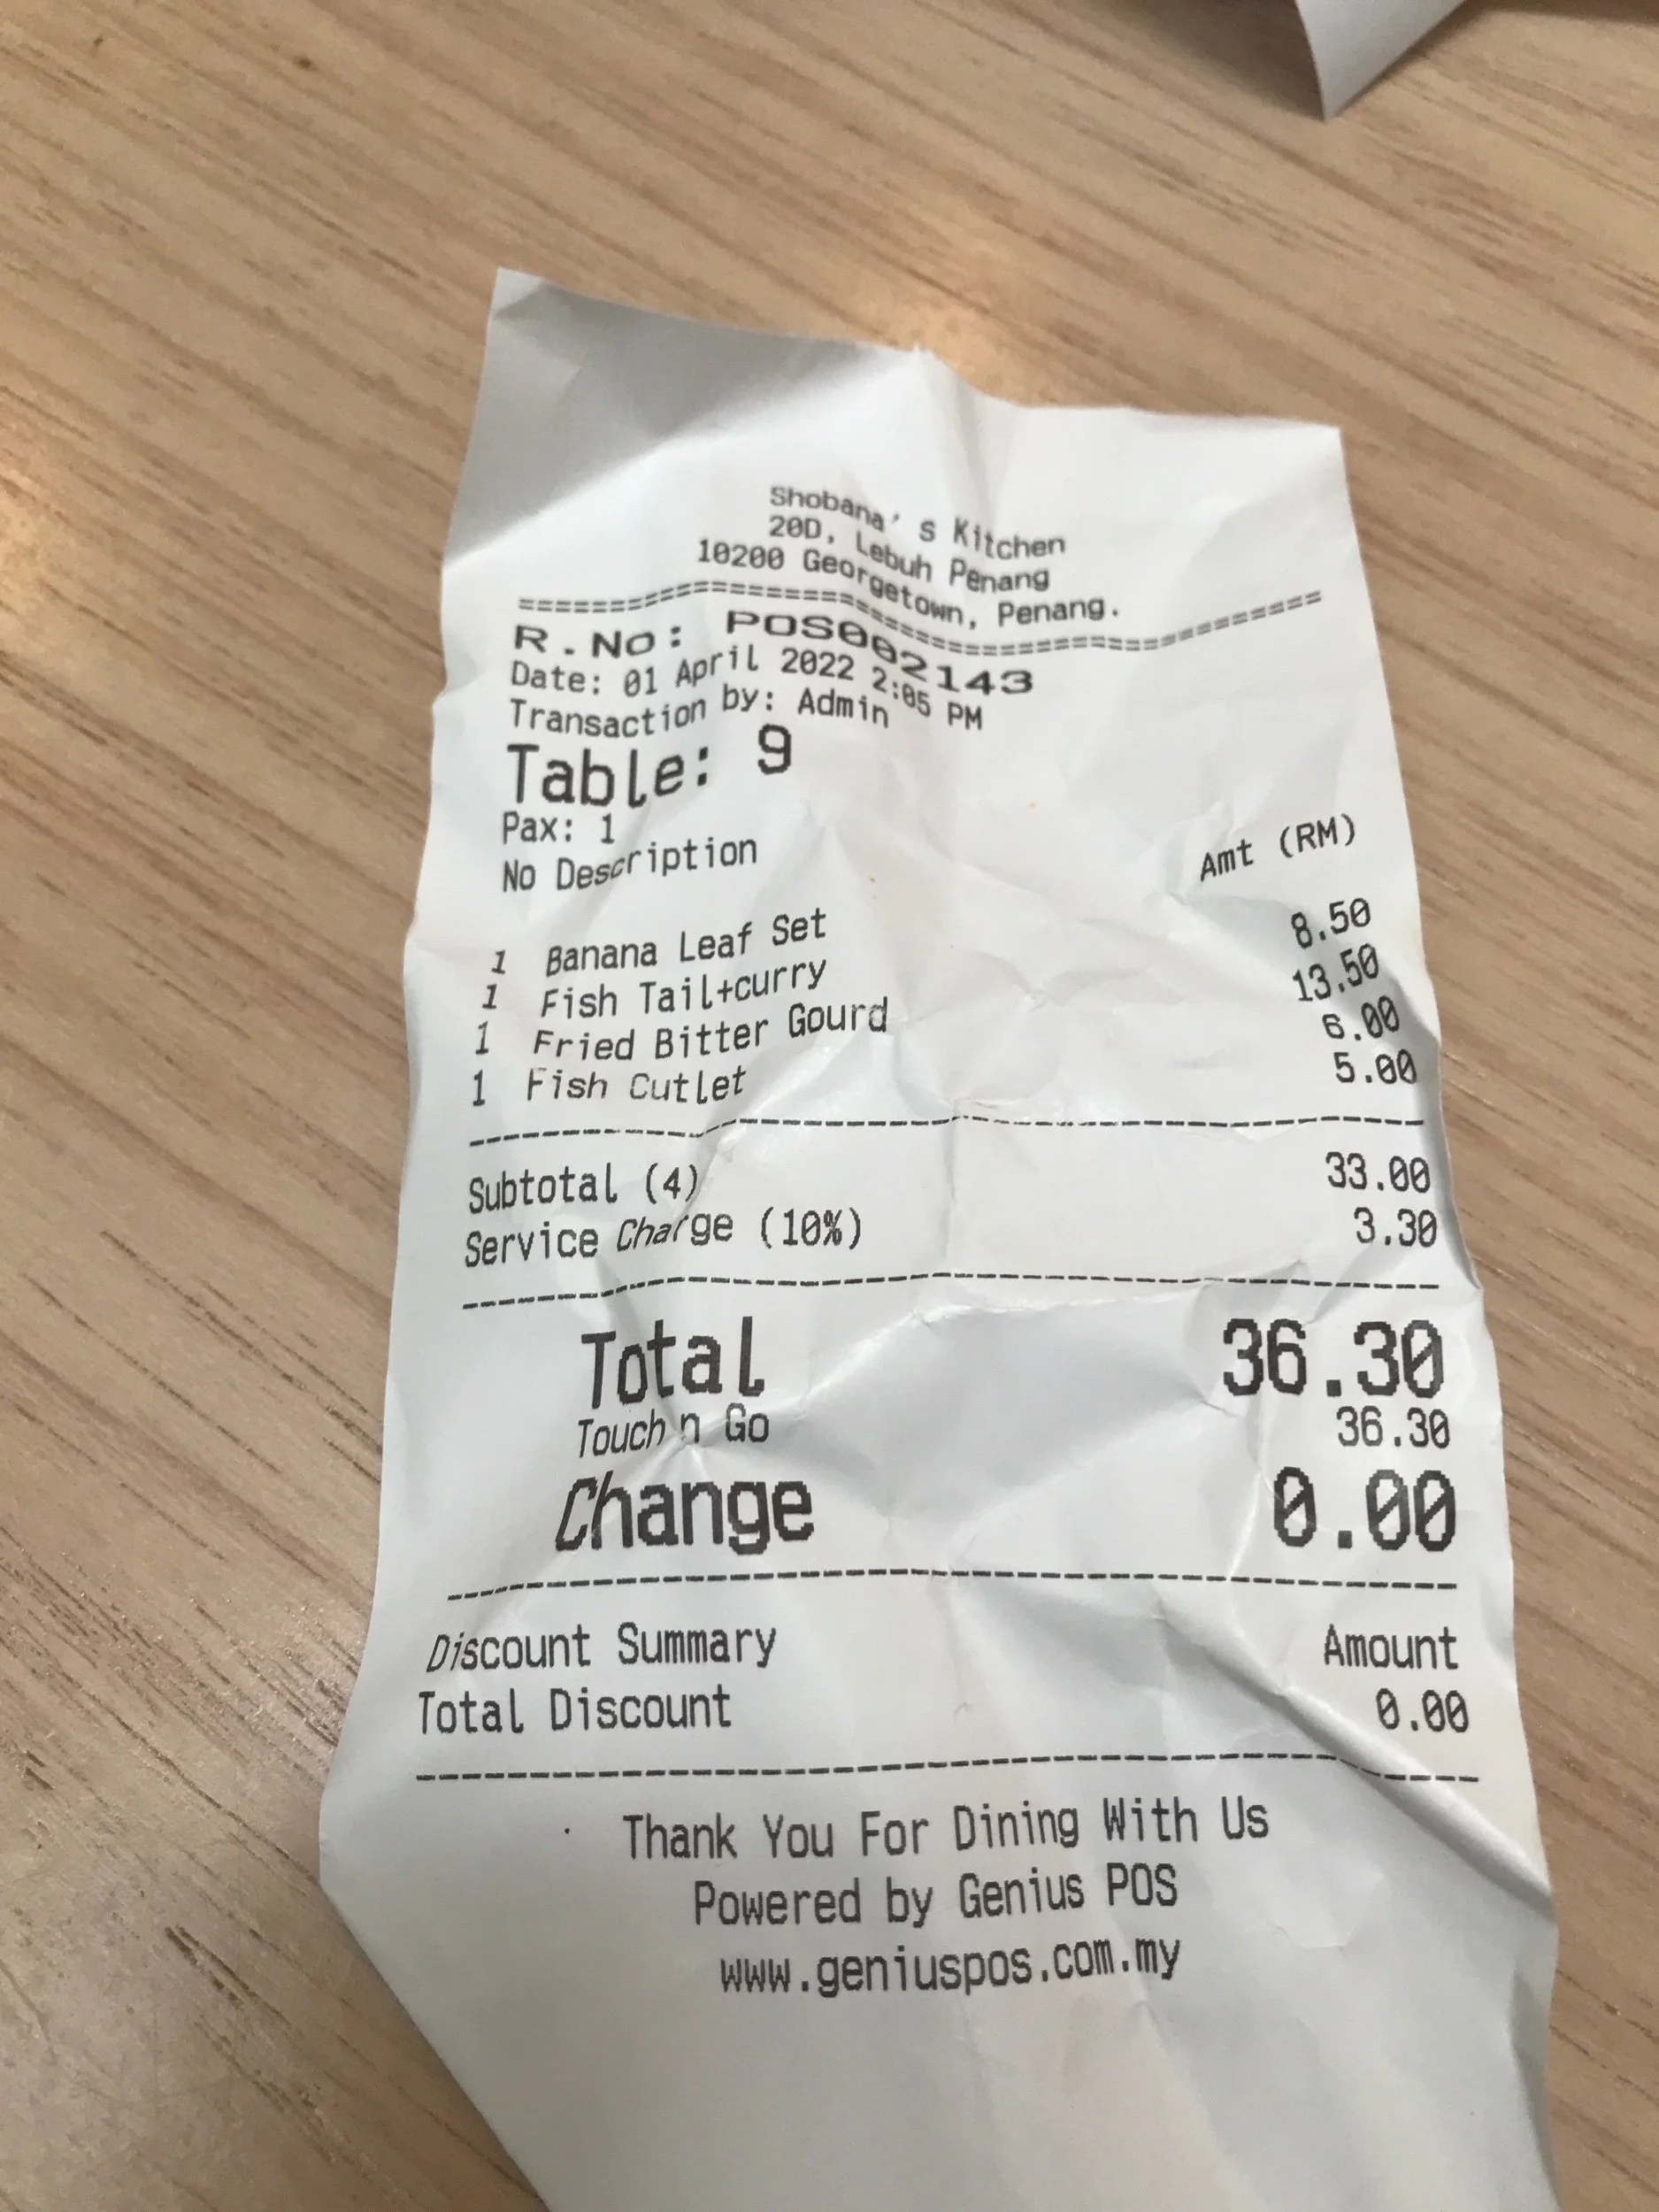 Shobana's Kitchen
20D, Lebuh Penang
10200 Georgetown, Penang.
R.No: POS002143
Date: 01 April 2022 2:05 PM
Transaction by: Admin
Table: 9
Pax: 1
No Description Amt (RM)
1 Banana Leaf Set 8.50
1 Fish Tail+curry 13.50
1 Fried Bitter Gourd 6.00
1 Fish Cutlet 5.00
Subtotal (4) 33.00
Service Charge (10%) 3.30
Total 36.30
Touch n Go 36.30
Change 0.00
Discount Summary Amount
Total Discount 0.00
Thank You For Dining With Us
Powered by Genius POS
www.geniuspos.com.my